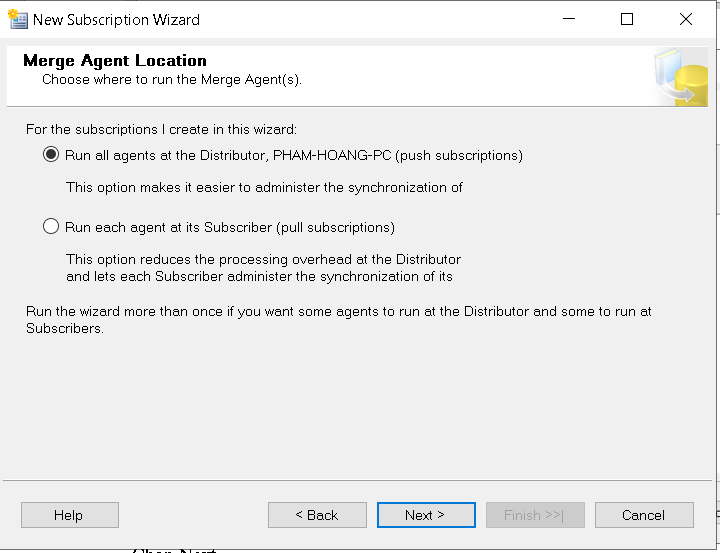 New Subscription Wizard
Merge Agent Location
Choose where to run the Merge Agent(s).
For the subscriptions I create in this wizard:
Run all agents at the Distributor, PHAM-HOANG-PC (push subscriptions)
This option makes it easier to administer the synchronization of
Run each agent at its Subscriber (pull subscriptions)
This option reduces the processing overhead at the Distributor
and lets each Subscriber administer the synchronization of its
Run the wizard more than once if you want some agents to run at the Distributor and some to run at
Subscribers.
Help
< Back
Next >
Finish >>|
Cancel